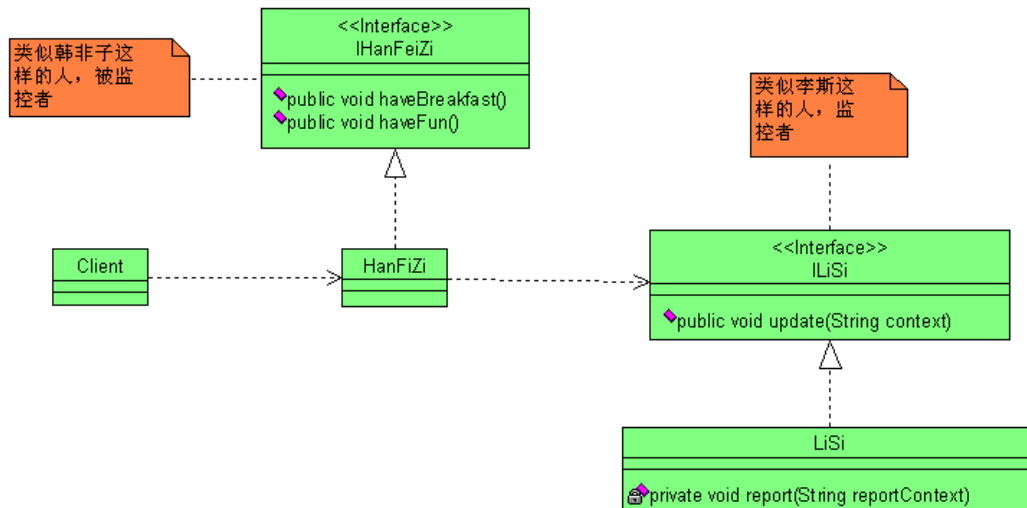 <<Interface>>
IHanFeiZi
public void haveBreakfast()
public void haveFun()
类似韩非子这
样的人，被监
控者
类似李斯这
样的人，监
控者
Client
HanFiZi
<<Interface>>
ILiSi
public void update(String context)
LiSi
private void report(String reportContext)